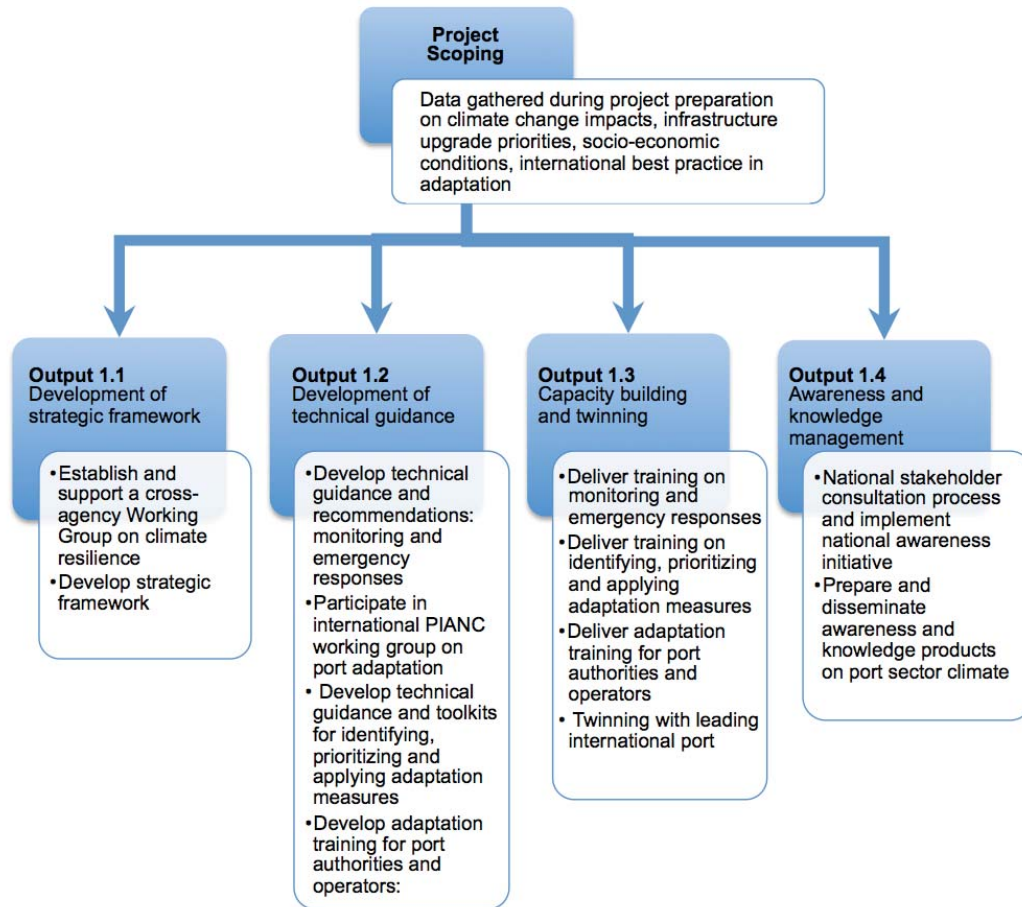 Project
Scoping
Data gathered during project preparation
on climate change impacts, infrastructure
upgrade priorities, socio-economic
conditions, international best practice in
adaptation
Output 1.1
Development of
strategic framework
•Establish and
support a cross-
agency Working
Group on climate
resilience
•Develop strategic
framework
Output 1.2
Development of
technical guidance
•Develop technical
guidance and
recommendations:
monitoring and
emergency
responses
•Participate in
international PIANC
working group on
port adaptation
• Develop technical
guidance and toolkits
for identifying,
prioritizing and
applying adaptation
measures
•Develop adaptation
training for port
authorities and
operators:
Output 1.3
Capacity building
and twinning
•Deliver training on
monitoring and
emergency responses
•Deliver training on
identifying, prioritizing
and applying
adaptation measures
•Deliver adaptation
training for port
authorities and
operators
• Twinning with leading
international port
Output 1.4
Awareness and
knowledge
management
•National stakeholder
consultation process
and implement
national awareness
initiative
•Prepare and
disseminate
awareness and
knowledge products
on port sector climate